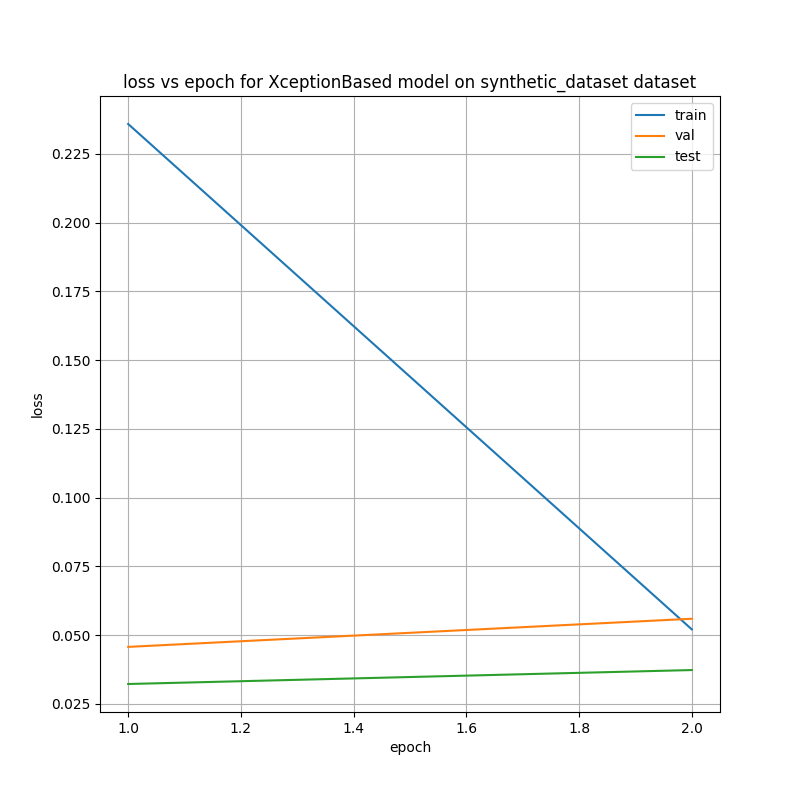 loss vs epoch for XceptionBased model on synthetic_dataset dataset
train
val
test
0.225
0.200
0.175
0.150
0.125
0.100
0.075
0.050
0.025
loss
1.0 1.2 1.4 1.6 1.8 2.0
epoch